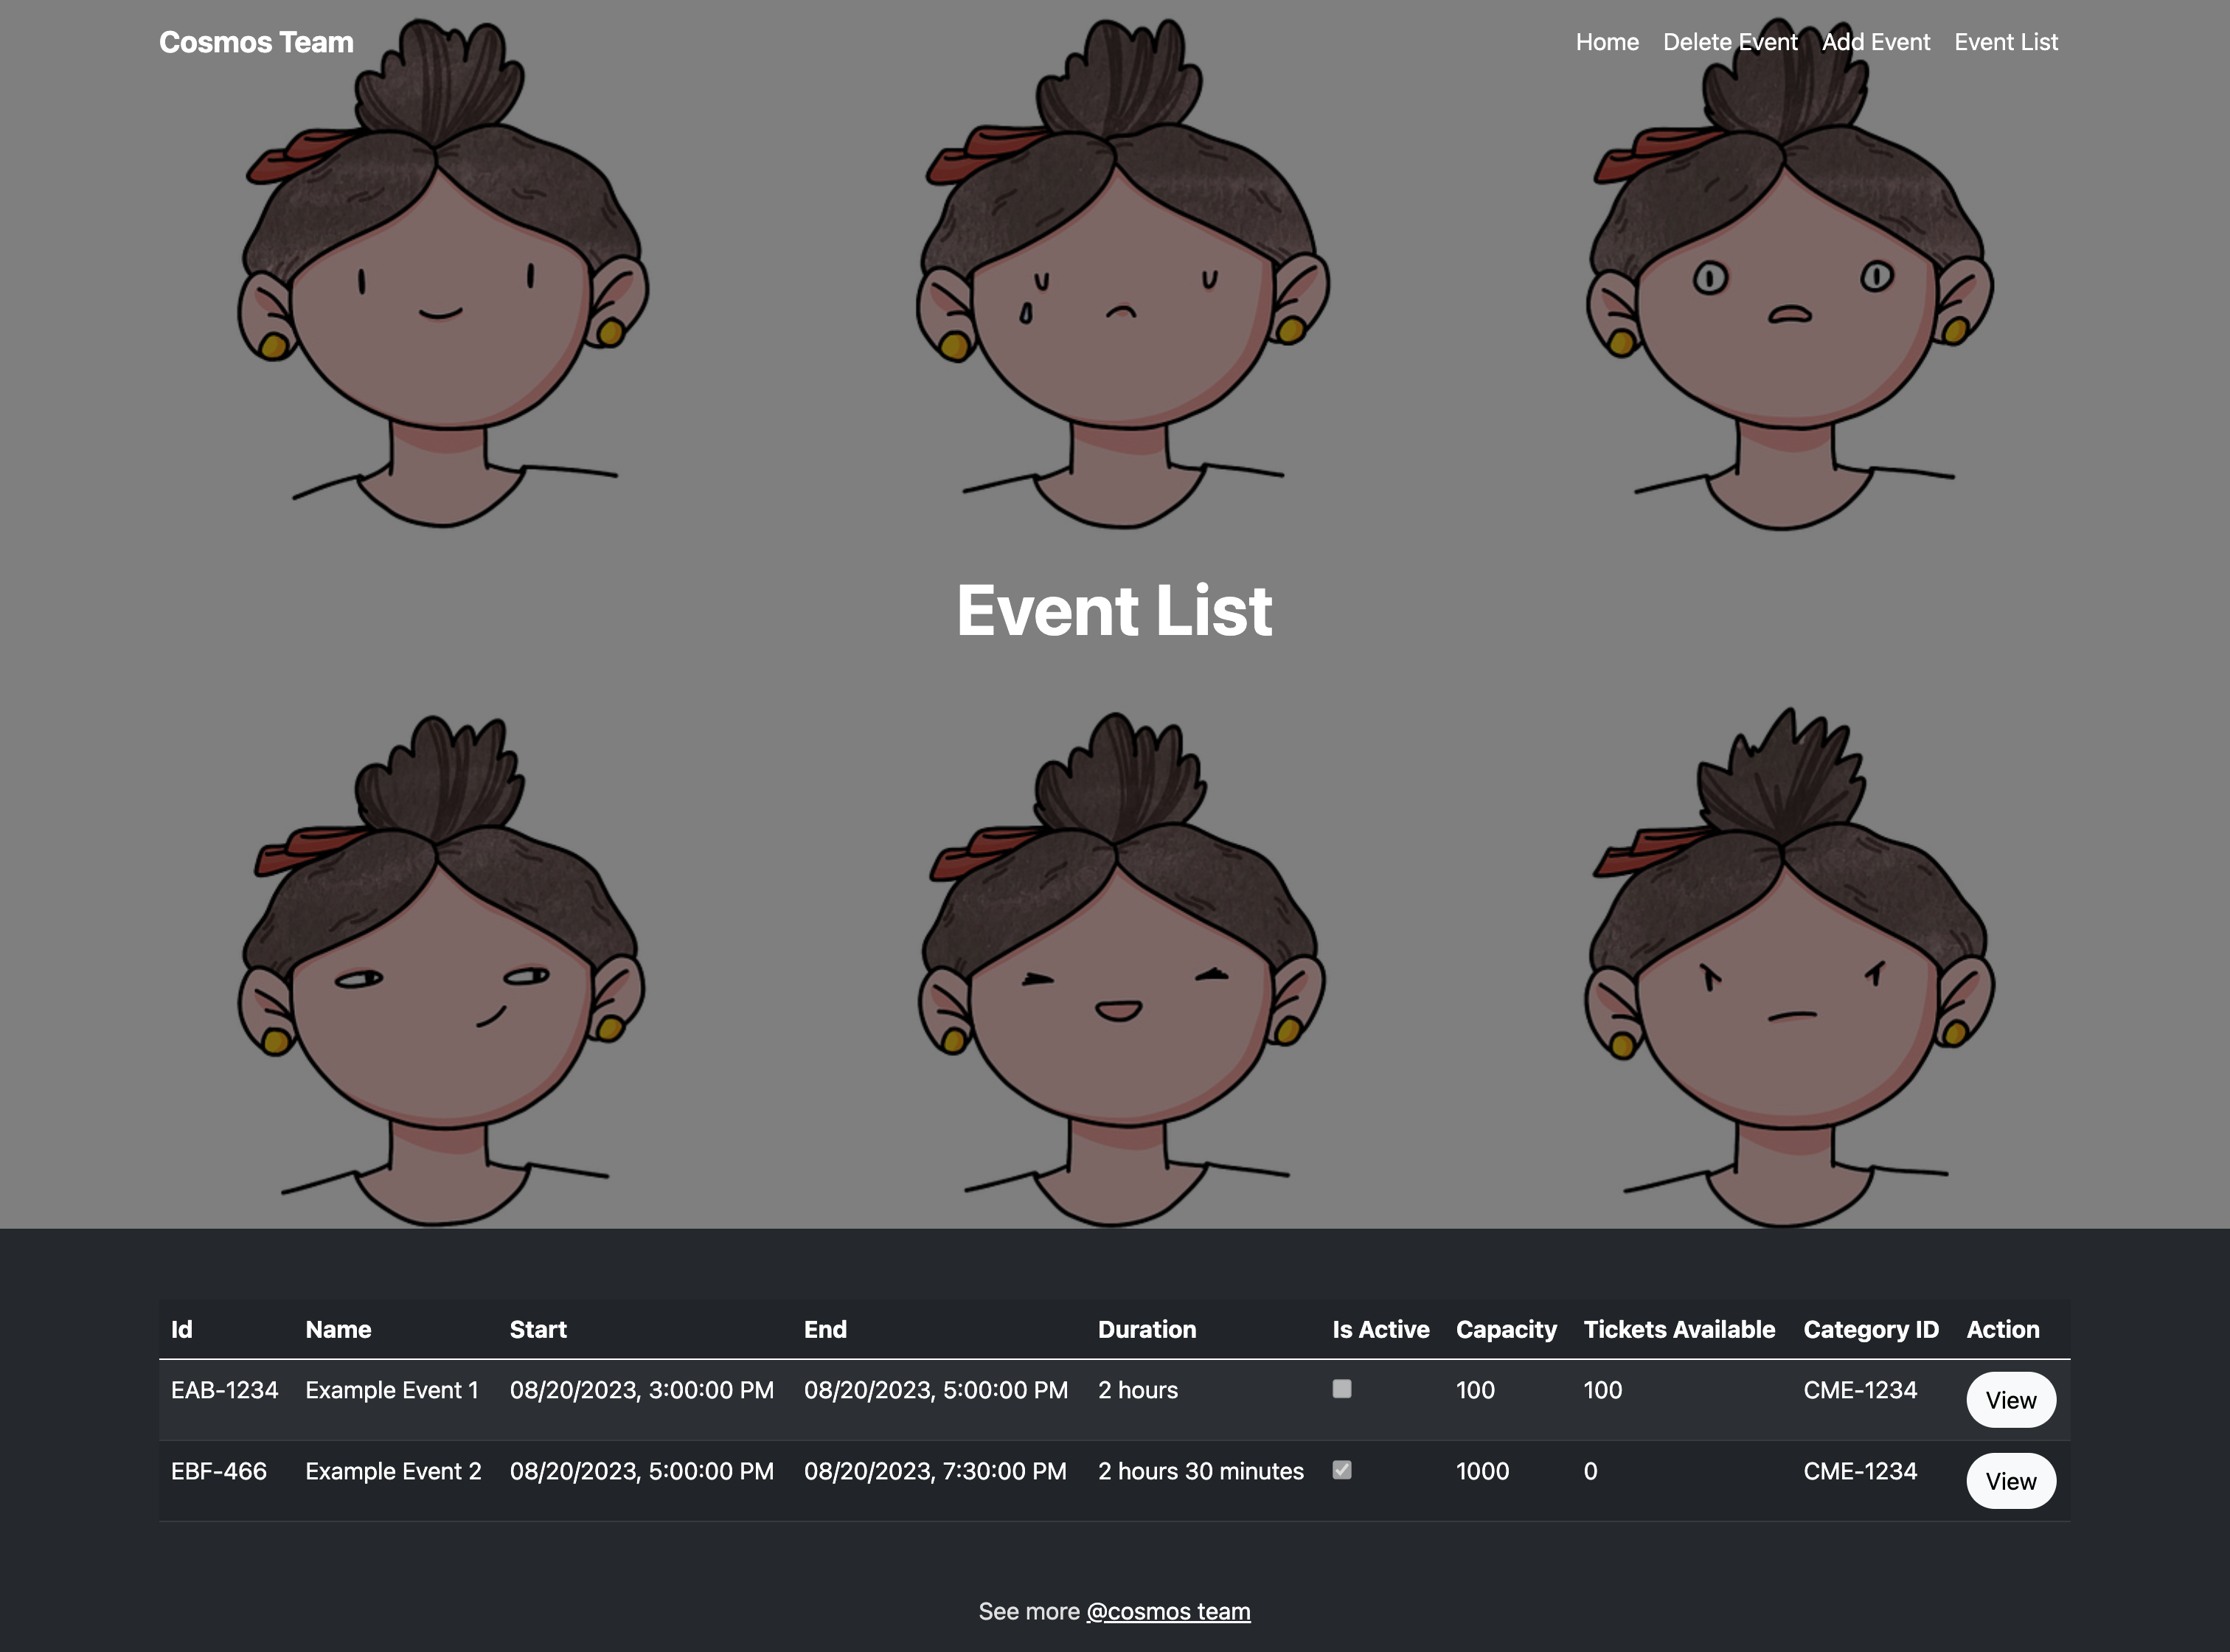 Cosmos Team Home Delete Event Add Event Event List
Event List
Id Name Start End Duration Is Active Capacity Tickets Available Category ID Action
EAB-1234 Example Event 1 08/20/2023, 3:00:00 PM 08/20/2023, 5:00:00 PM 2 hours 100 100 CME-1234 View
EBF-466 Example Event 2 08/20/2023, 5:00:00 PM 08/20/2023, 7:30:00 PM 2 hours 30 minutes 1000 0 CME-1234 View
See more @cosmos team